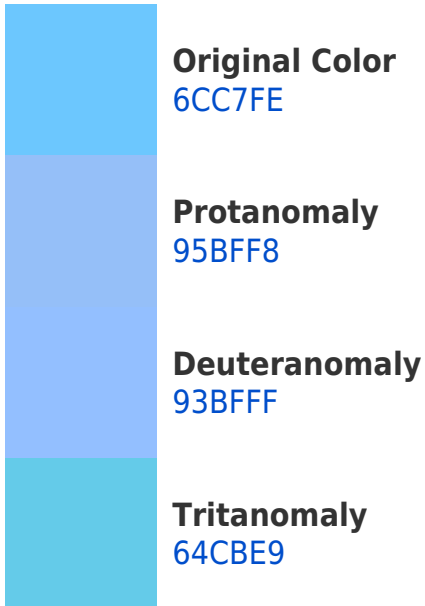 Original Color
6CC7FE
Protanomaly
95BFF8
Deuteranomaly
93BFFF
Tritanomaly
64CBE9